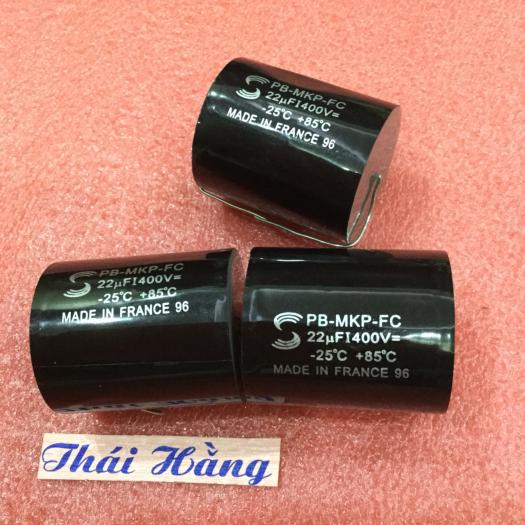 PB-MKP-FC
22µFI400V=
-25°C +85°C
MADE IN FRANCE 96
PB-MKP-FC
22µFI400V=
-25°C +85°C
MADE IN FRANCE 96
PB-MKP-FC
22µFI400V=
-25°C +85°C
MADE IN FRANCE 96
Thái Hằng